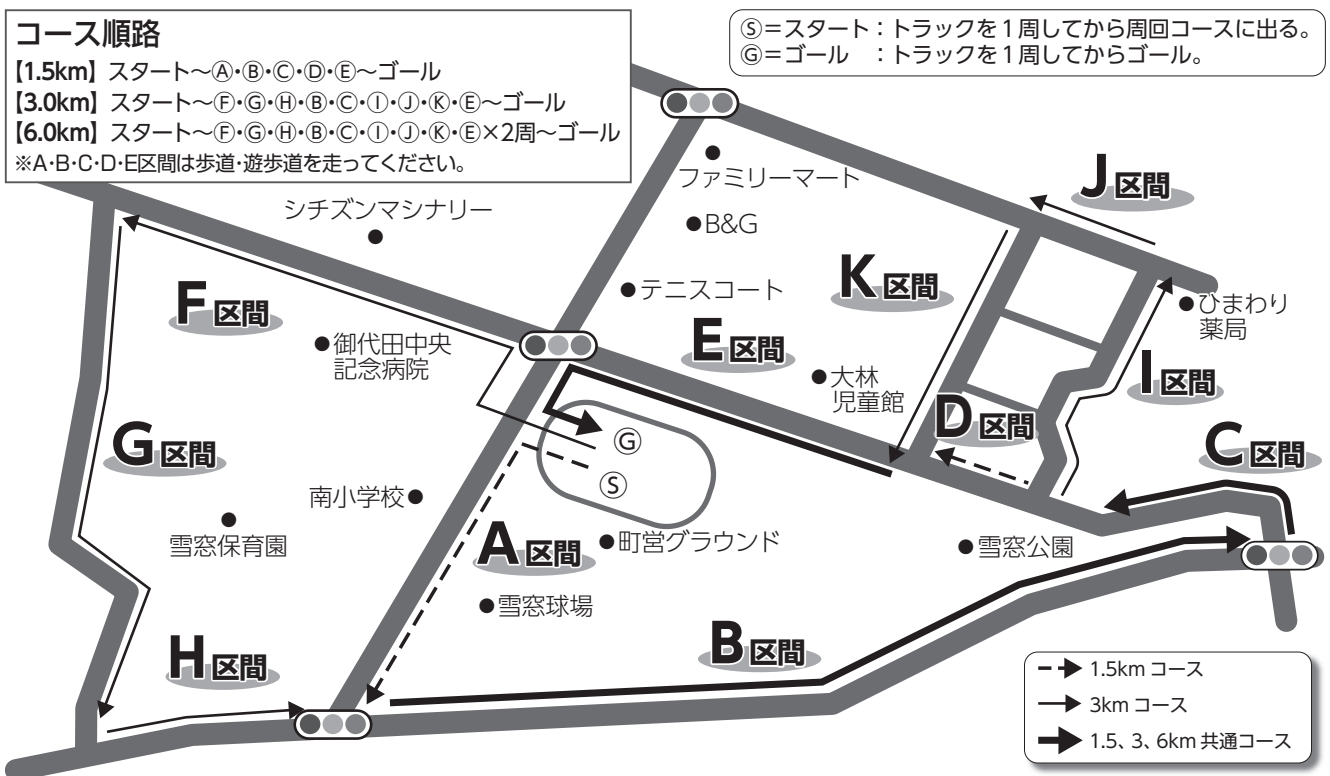 コース順路
【1.5km】スタート～Ⓐ・Ⓑ・Ⓒ・Ⓓ・Ⓔ～ゴール
【3.0km】スタート～Ⓕ・Ⓖ・Ⓗ・Ⓑ・Ⓒ・Ⓘ・Ⓙ・Ⓚ・Ⓔ～ゴール
【6.0km】スタート～Ⓕ・Ⓖ・Ⓗ・Ⓑ・Ⓒ・Ⓘ・Ⓙ・Ⓚ・Ⓔ×2周～ゴール
※A・B・C・D・E区間は歩道・遊歩道を走ってください。
Ⓢ＝スタート：トラックを1周してから周回コースに出る。
Ⓖ＝ゴール　：トラックを1周してからゴール。
ファミリーマート
シチズンマシナリー
B&G
J区間
テニスコート
K区間
F区間
ひまわり
薬局
御代田中央
記念病院
E区間
大林
児童館
I区間
D区間
G区間
C区間
Ⓖ
Ⓢ
南小学校
雪窓保育園
A区間
町営グラウンド
雪窓公園
雪窓球場
B区間
H区間
1.5kmコース
3kmコース
1.5、3、6km共通コース